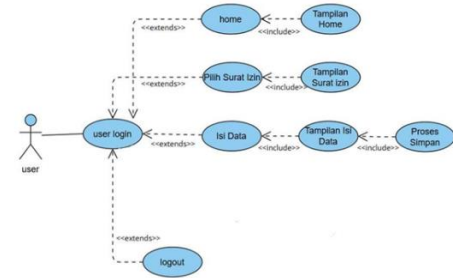 home
Tampilan
Home
<<extends>>
<<include>>
Pilih Surat Izin
Tampilan
Surat izin
<<extends>>
<<include>>
user login
Isi Data
Tampilan Isi
Data
Proses
Simpan
<<extends>>
<<include>>
<<include>>
user
<<extends>>
logout